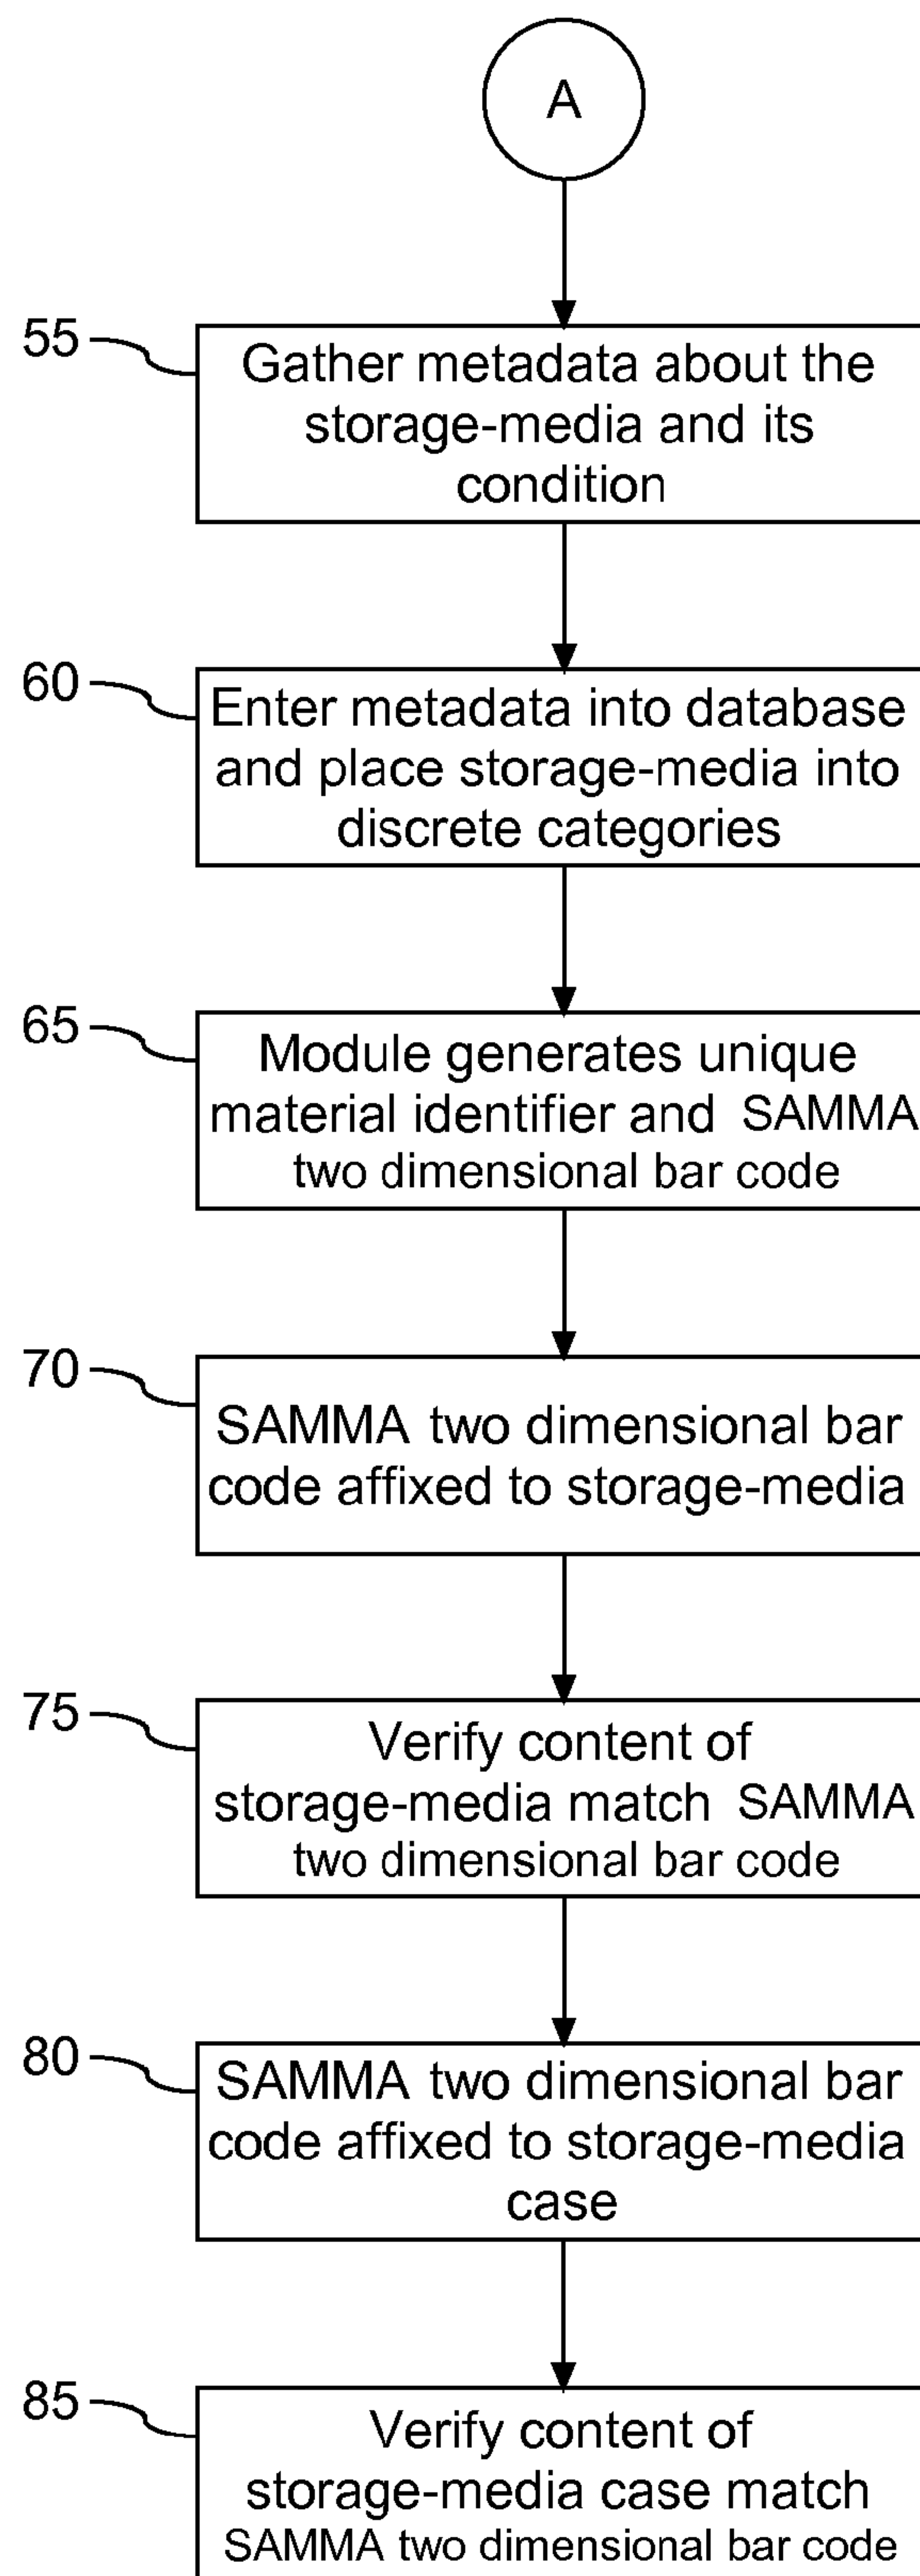 A
55
Gather metadata about the
storage-media and its
condition
60
Enter metadata into database
and place storage-media into
discrete categories
65
Module generates unique
material identifier and SAMMA
two dimensional bar code
70
SAMMA two dimensional bar
code affixed to storage-media
75
Verify content of
storage-media match SAMMA
two dimensional bar code
80
SAMMA two dimensional bar
code affixed to storage-media
case
85
Verify content of
storage-media case match
SAMMA two dimensional bar code